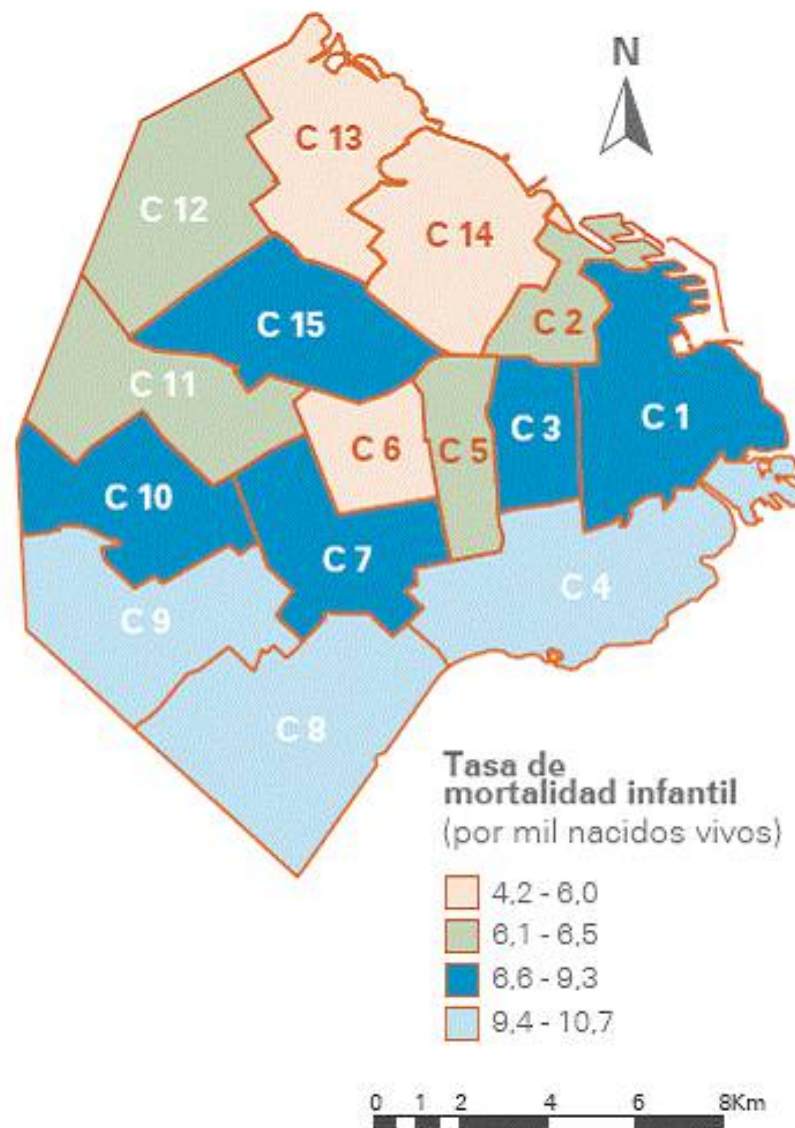 N
C 13
C 12
C 14
C 2
C 15
C 11
C 3
C 1
C 6
C 5
C 10
C 7
C 4
C 9
C 8
Tasa de
mortalidad infantil
(por mil nacidos vivos)
4,2 - 6,0
6,1 - 6,5
6,6 - 9,3
9,4 - 10,7
0 1 2 4 6 8Km